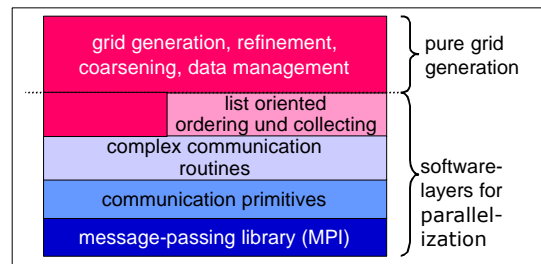 grid generation, refinement,
coarsening, data management
pure grid
generation
list oriented
ordering und collecting
complex communication
routines
communication primitives
message-passing library (MPI)
software-
layers for
parallel-
ization